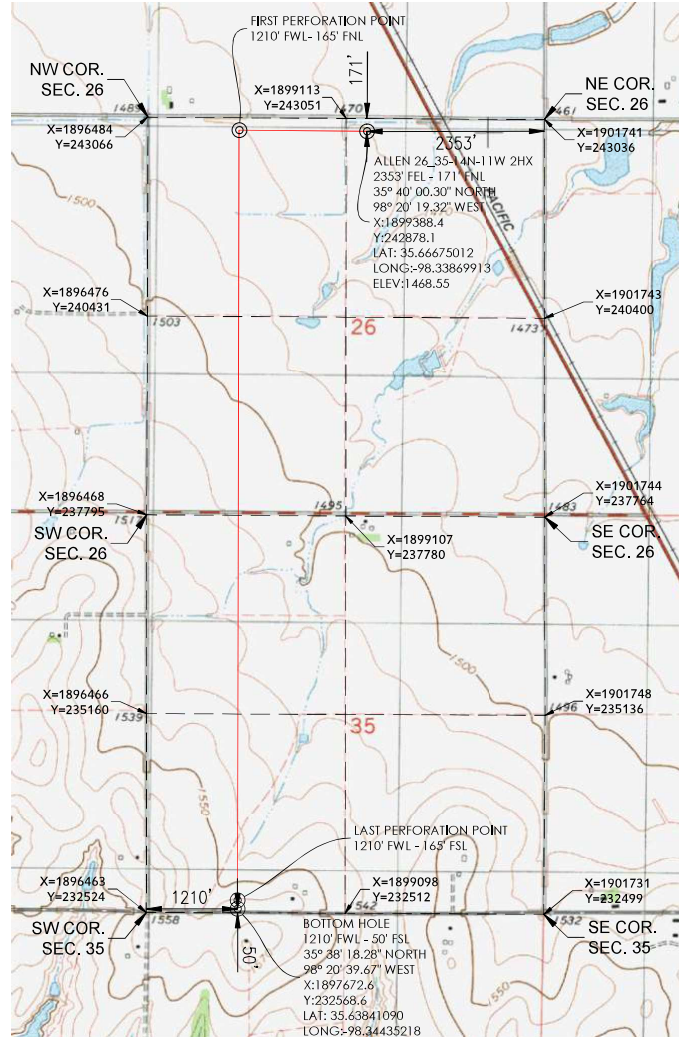 FIRST PERFORATION POINT
1210' FWL- 165' FNL
171'
NW COR.
SEC. 26
NE COR.
SEC. 26
X=1899113
Y=243051
1470
X=1896484
Y=243066
X=1901741
Y=243036
2353'
ALLEN 26_35-14N-11W 2HX
2353' FEL - 171' FNL
35° 40' 00.30" NORTH
98° 20' 19.32" WEST
X:1899388.4
Y:242878.1
LAT: 35.66675012
LONG:-98.33869913
ELEV:1468.55
PACIFIC
1500
X=1896476
Y=240431
X=1901743
Y=240400
1503
26
1473
X=1896468
Y=237795
X=1901744
Y=237764
1517
1495
1483
SW COR.
SEC. 26
SE COR.
SEC. 26
X=1899107
Y=237780
1500
X=1896466
Y=235160
X=1901748
Y=235136
1539
35
1496
1550
LAST PERFORATION POINT
1210' FWL - 165' FSL
X=1896463
Y=232524
1210'
X=1899098
Y=232512
X=1901731
Y=232499
1558
1542
1532
SW COR.
SEC. 35
SE COR.
SEC. 35
50'
BOTTOM HOLE
1210' FWL - 50' FSL
35° 38' 18.28" NORTH
98° 20' 39.67" WEST
X:1897672.6
Y:232568.6
LAT: 35.63841090
LONG:-98.34435218
1550